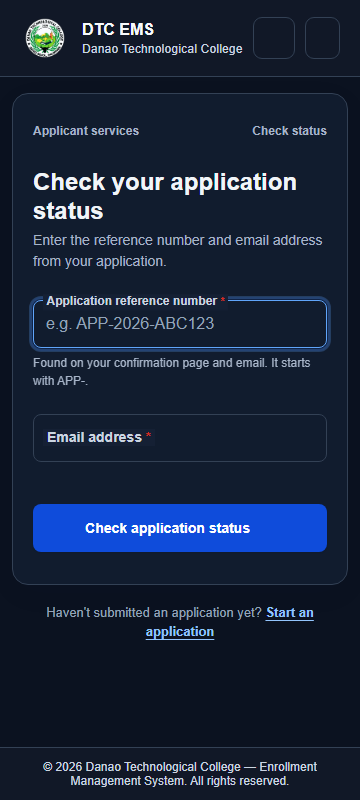 DTC EMS
Danao Technological College
Applicant services
Check status
Check your application
status
Enter the reference number and email address
from your application.
Application reference number *
e.g. APP-2026-ABC123
Found on your confirmation page and email. It starts
with APP-.
Email address *
Check application status
Haven't submitted an application yet? Start an
application
© 2026 Danao Technological College — Enrollment
Management System. All rights reserved.